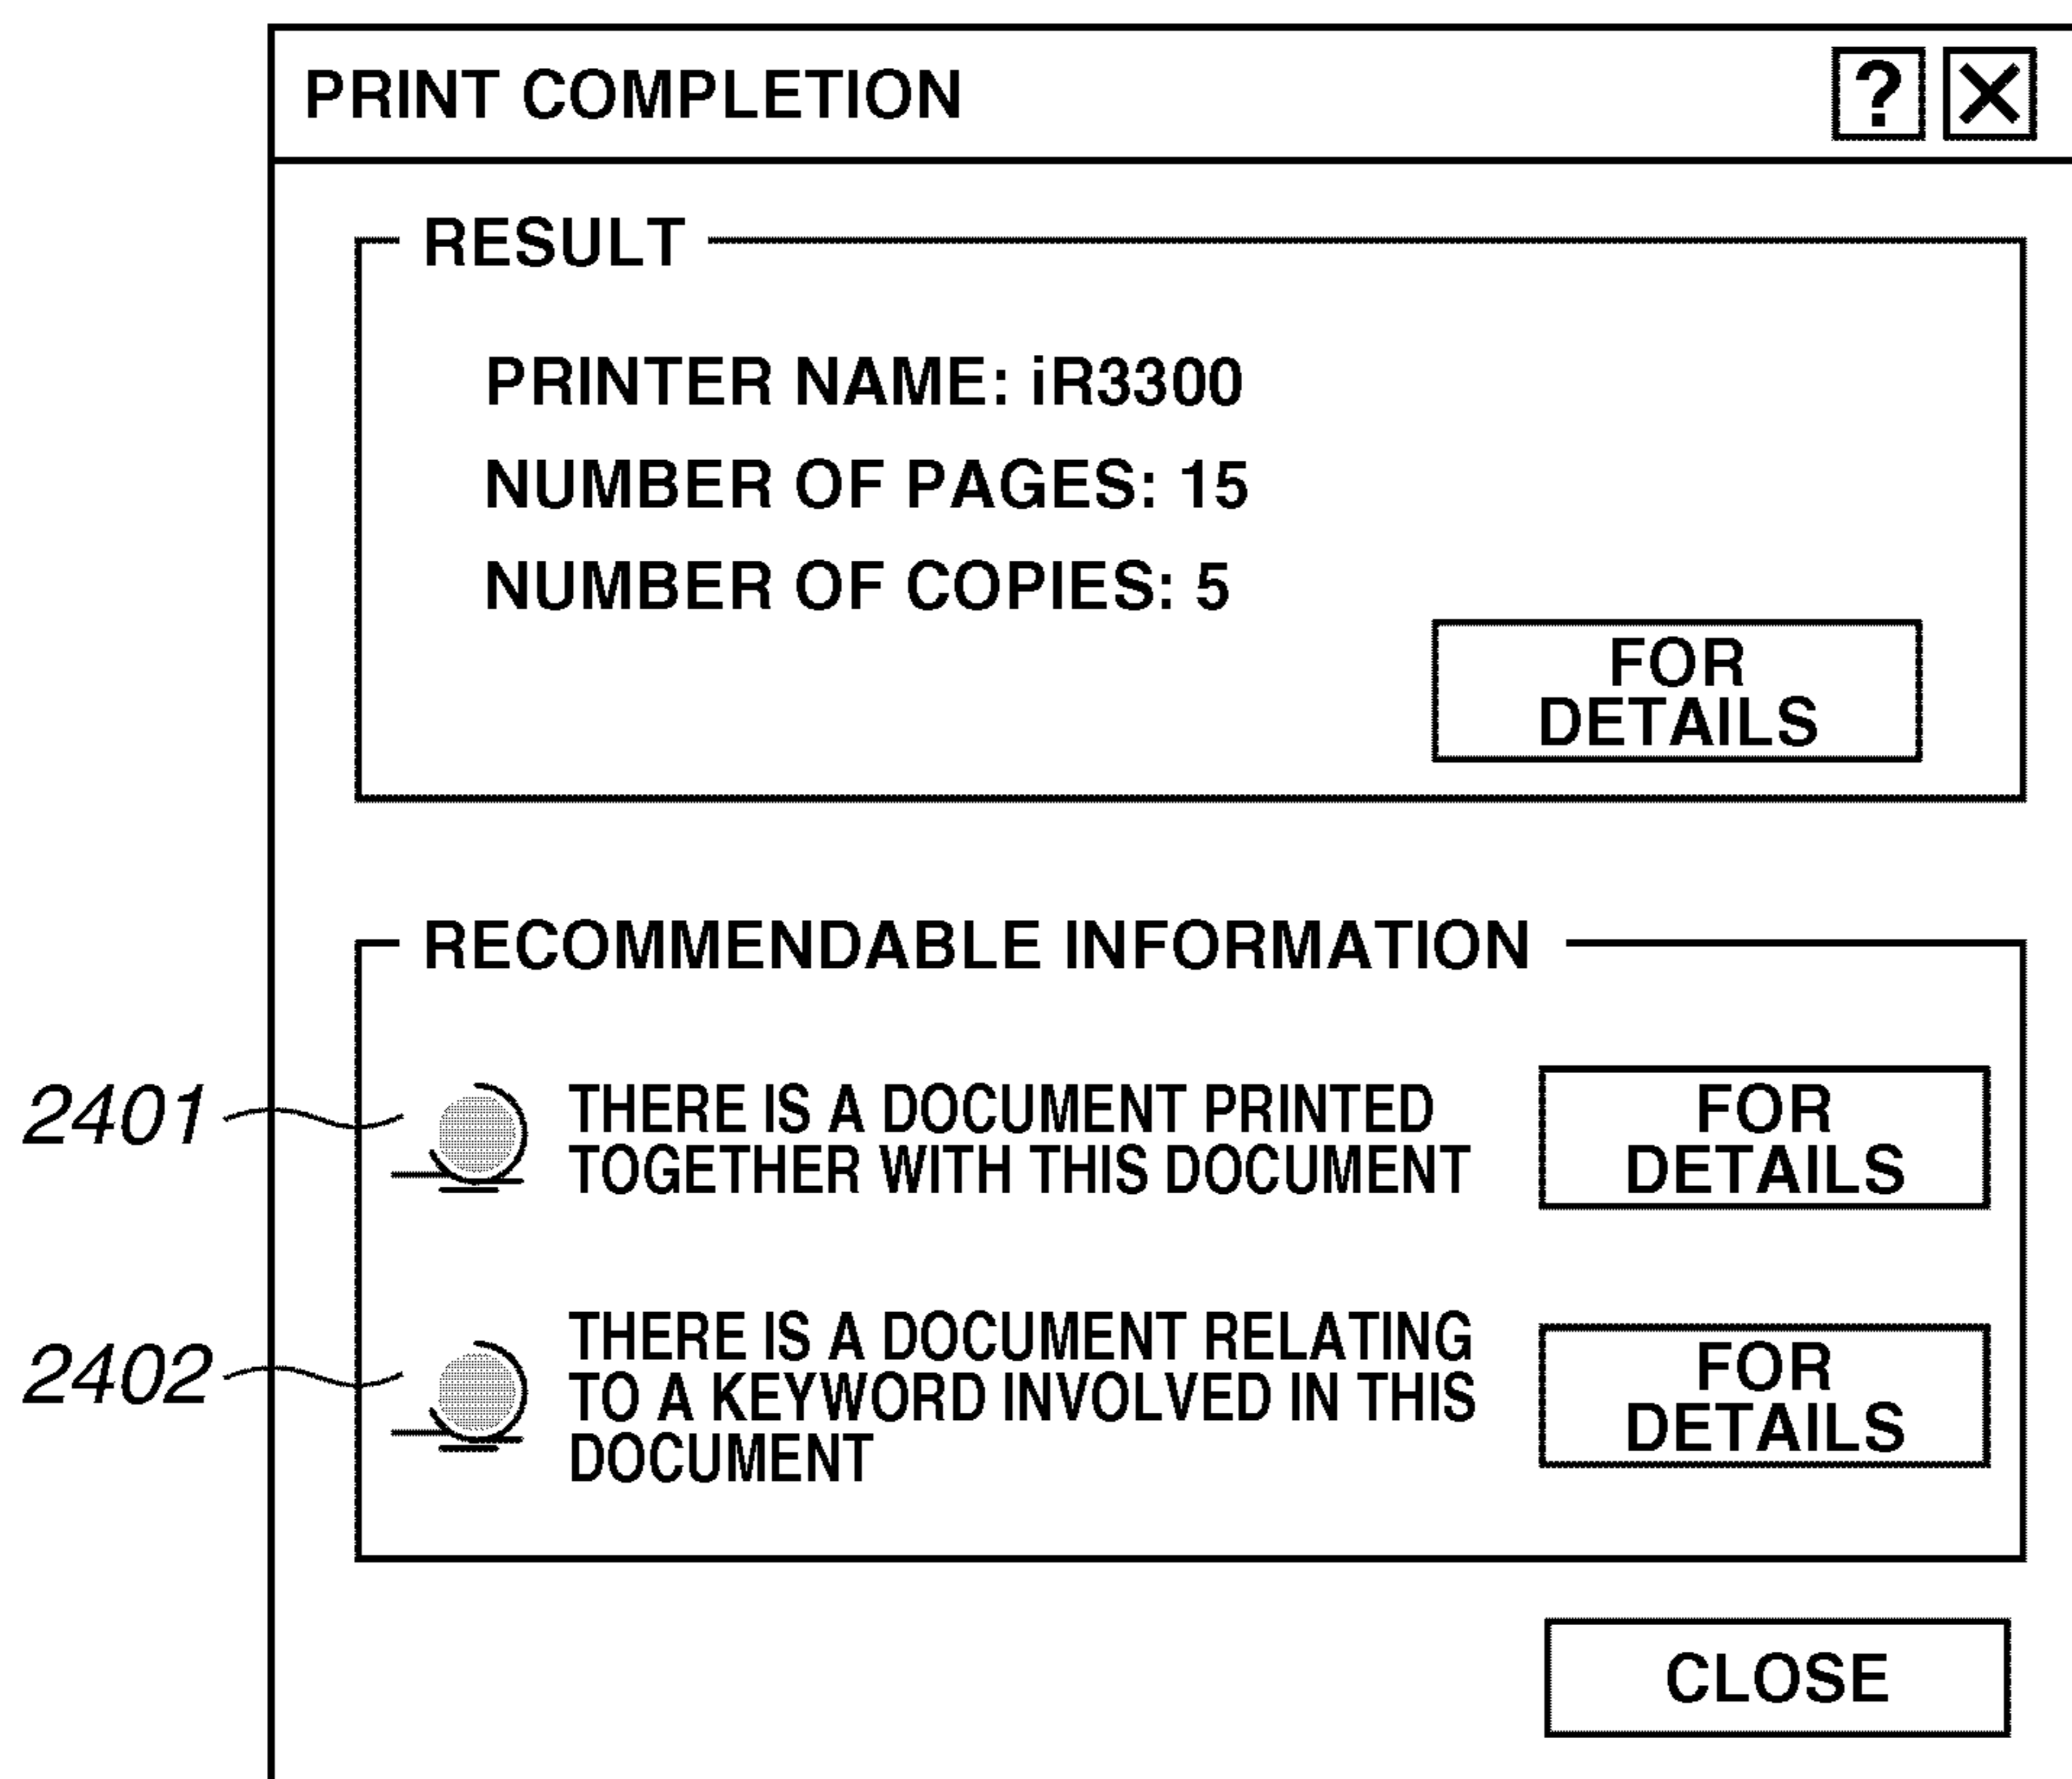 PRINT COMPLETION ? X
RESULT
PRINTER NAME: iR3300
NUMBER OF PAGES: 15
NUMBER OF COPIES: 5
FOR
DETAILS
RECOMMENDABLE INFORMATION
2401
THERE IS A DOCUMENT PRINTED
TOGETHER WITH THIS DOCUMENT
FOR
DETAILS
2402
THERE IS A DOCUMENT RELATING
TO A KEYWORD INVOLVED IN THIS
DOCUMENT
FOR
DETAILS
CLOSE